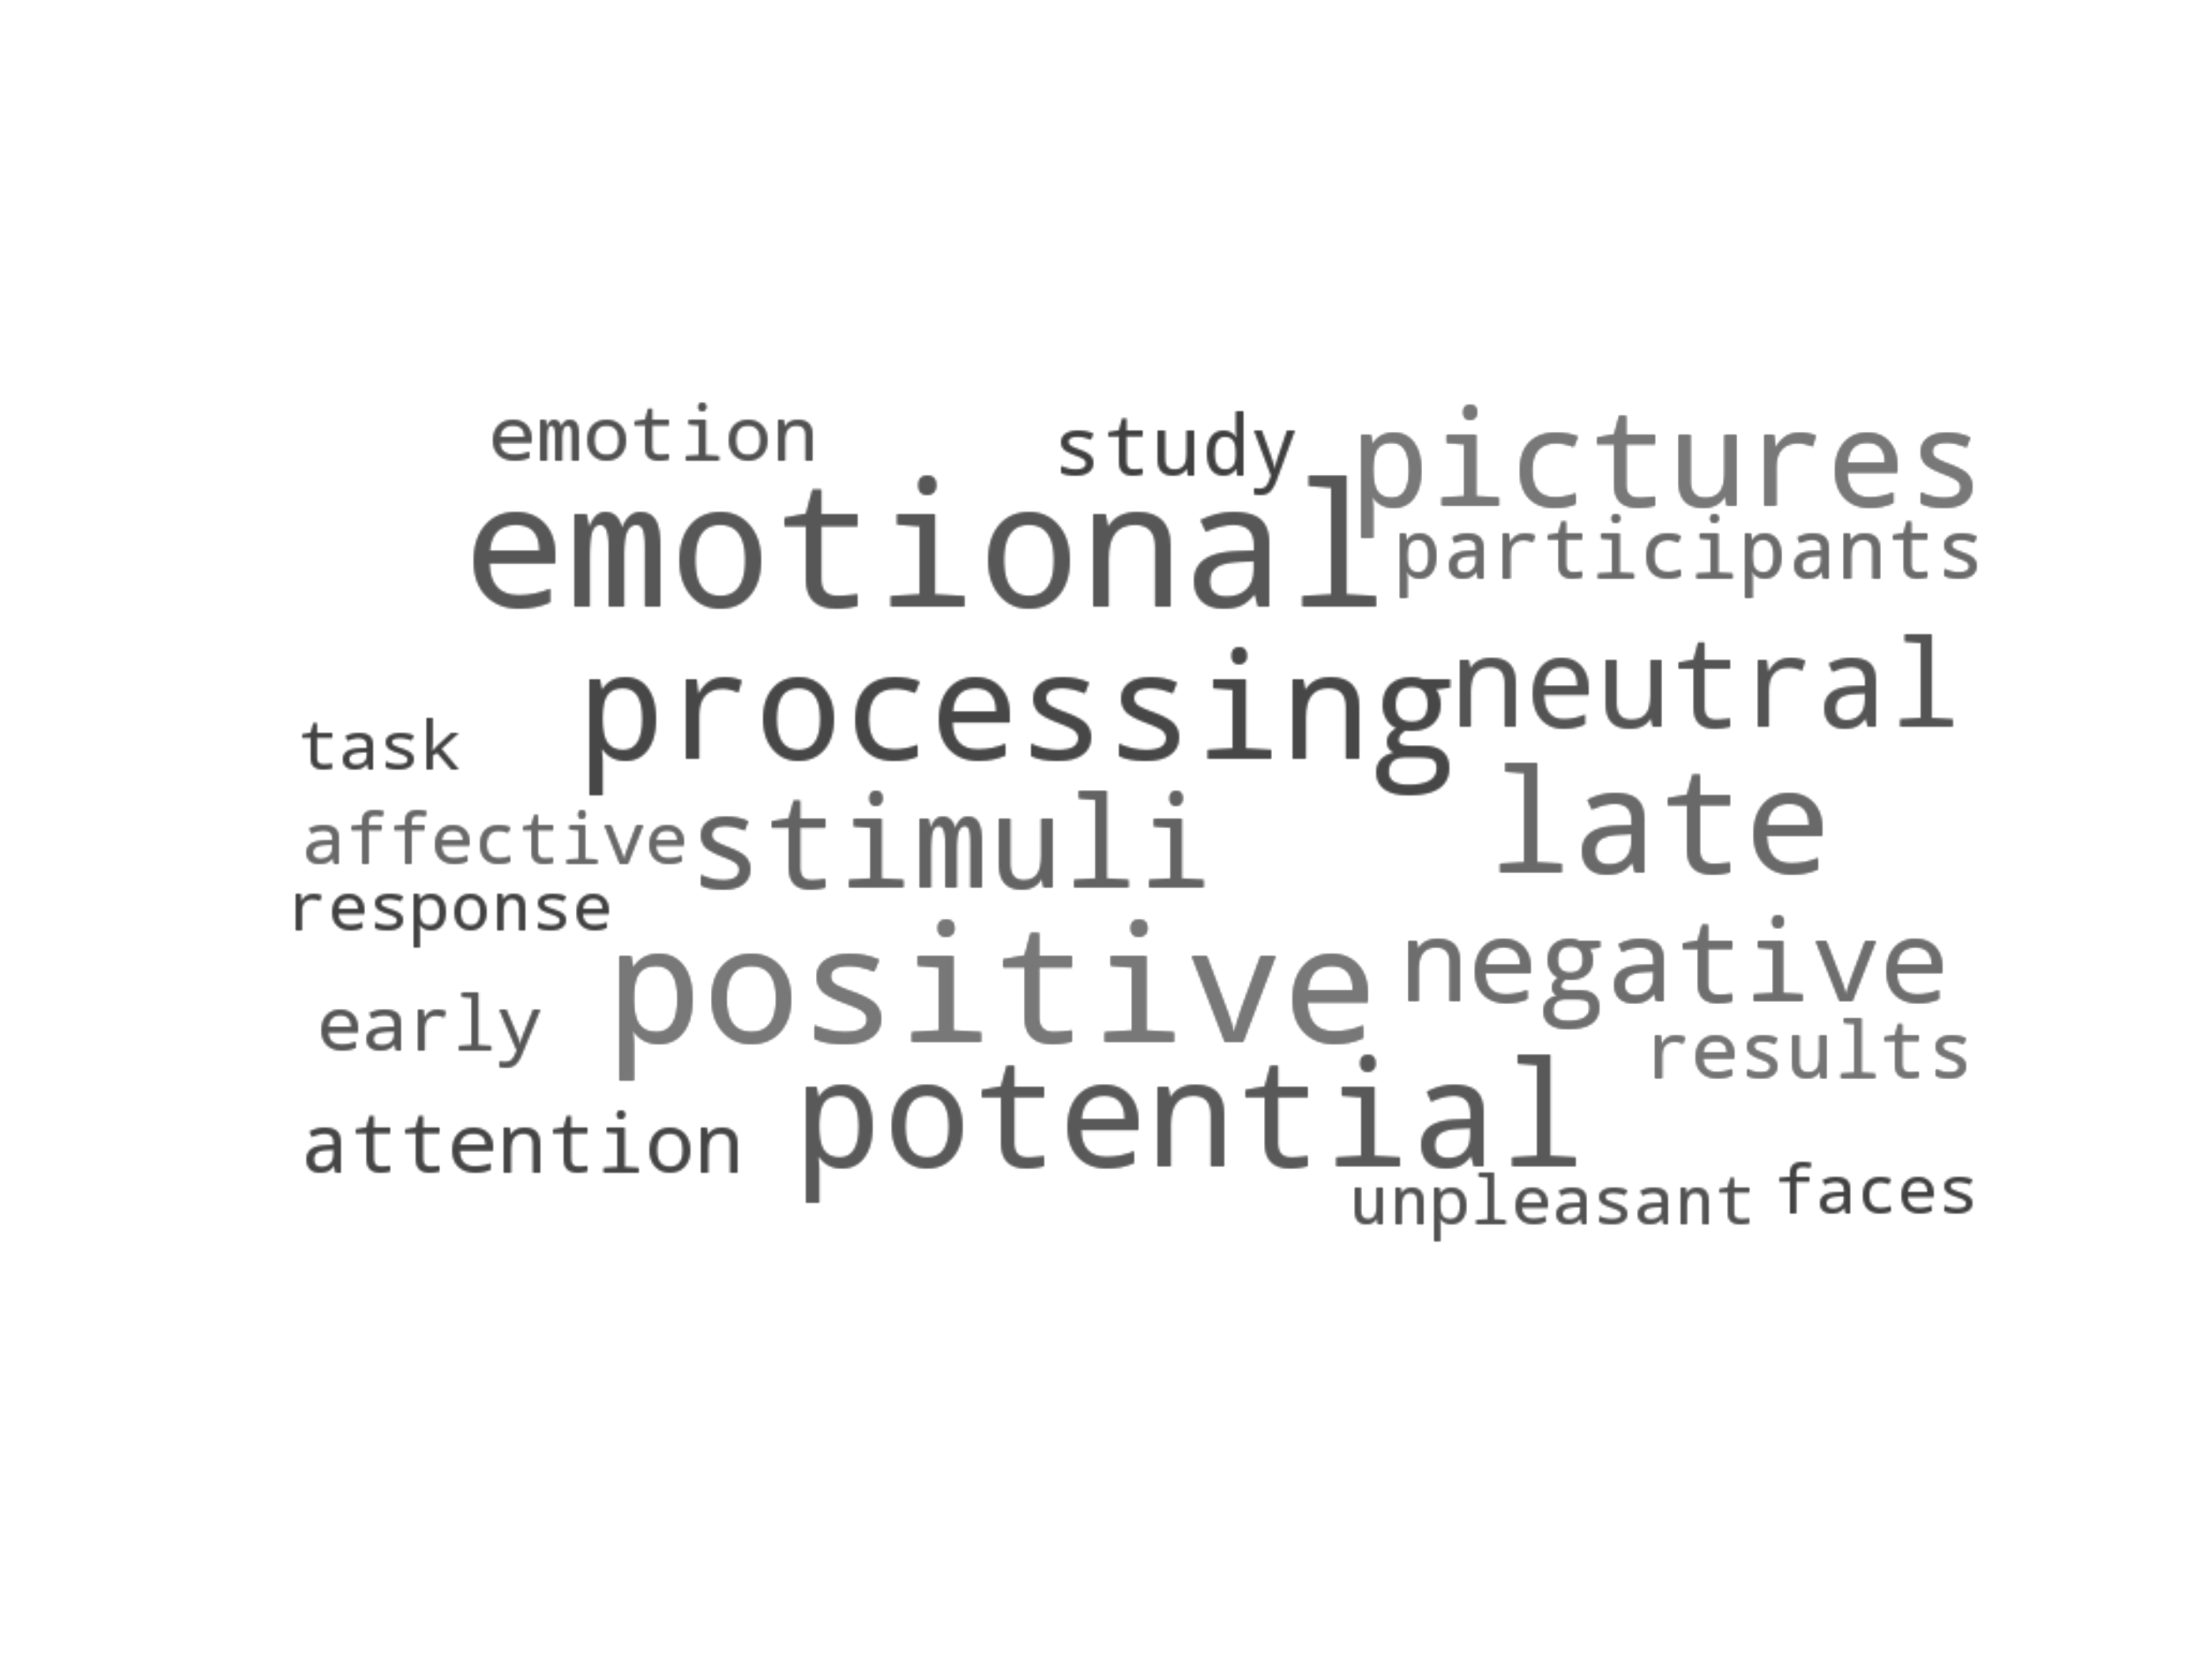 emotion study pictures
emotional participants
processing neutral
task
affective stimuli late
response
positive negative
early results
attention potential
unpleasant faces